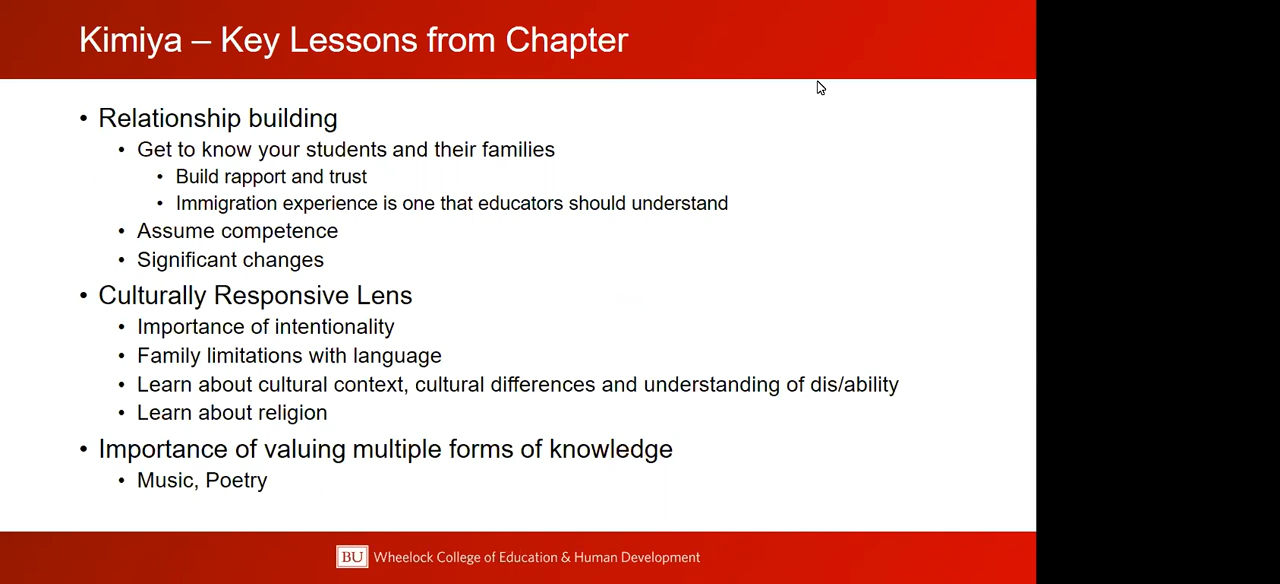 Kimiya – Key Lessons from Chapter
• Relationship building
• Get to know your students and their families
• Build rapport and trust
• Immigration experience is one that educators should understand
• Assume competence
• Significant changes
• Culturally Responsive Lens
• Importance of intentionality
• Family limitations with language
• Learn about cultural context, cultural differences and understanding of dis/ability
• Learn about religion
• Importance of valuing multiple forms of knowledge
• Music, Poetry
BU Wheelock College of Education & Human Development